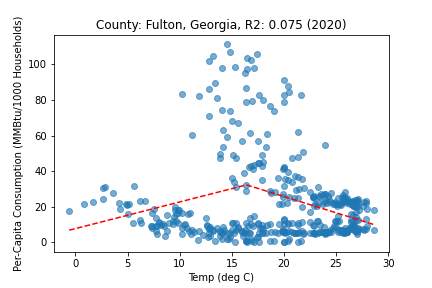 County: Fulton, Georgia, R2: 0.075 (2020)
Per-Capita Consumption (MMBtu/1000 Households)
100
80
60
40
20
0
0 5 10 15 20 25 30
Temp (deg C)